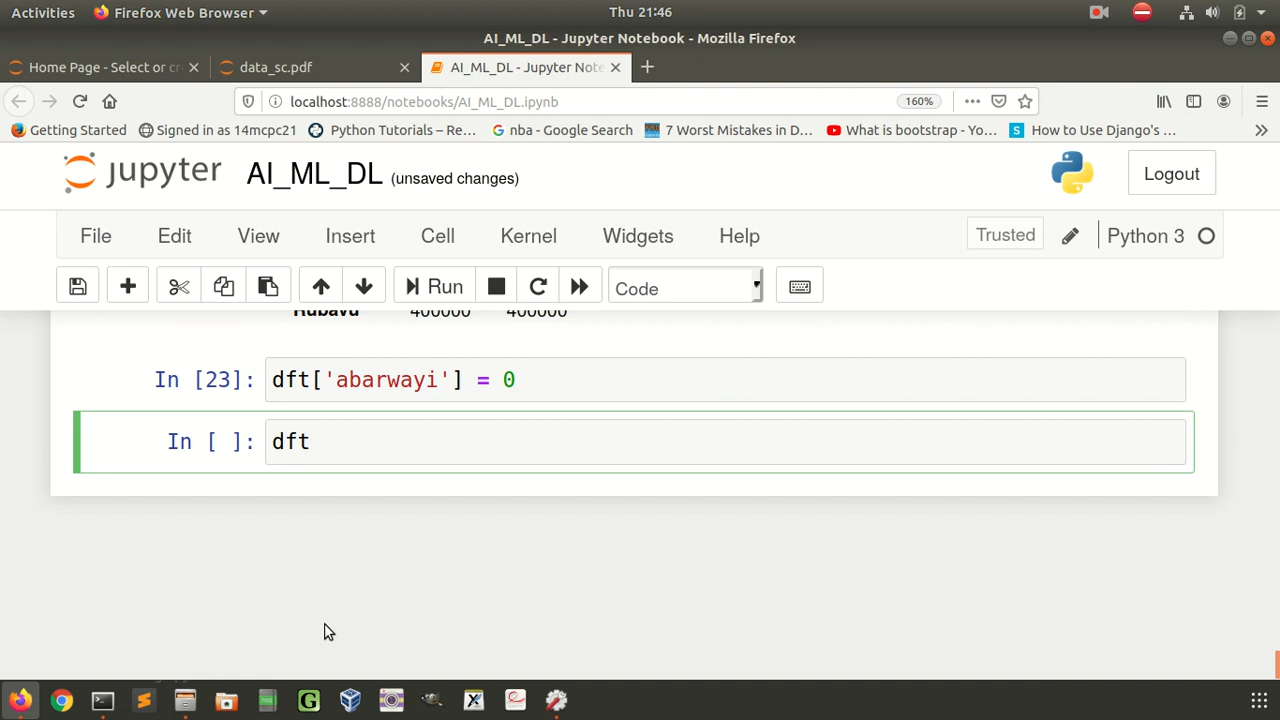 Activities Firefox Web Browser Thu 21:46
AI_ML_DL - Jupyter Notebook - Mozilla Firefox
Home Page - Select or cr data_sc.pdf AI_ML_DL - Jupyter Note
localhost:8888/notebooks/AI_ML_DL.ipynb 160%
Getting Started Signed in as 14mcpc21 Python Tutorials – Re… nba - Google Search 7 Worst Mistakes in D… What is bootstrap - Yo… How to Use Django's …
jupyter AI_ML_DL (unsaved changes) Logout
File Edit View Insert Cell Kernel Widgets Help Trusted Python 3
Run Code
Rubavu 400000 400000
In [23]: dft['abarwayi'] = 0
In [ ]: dft